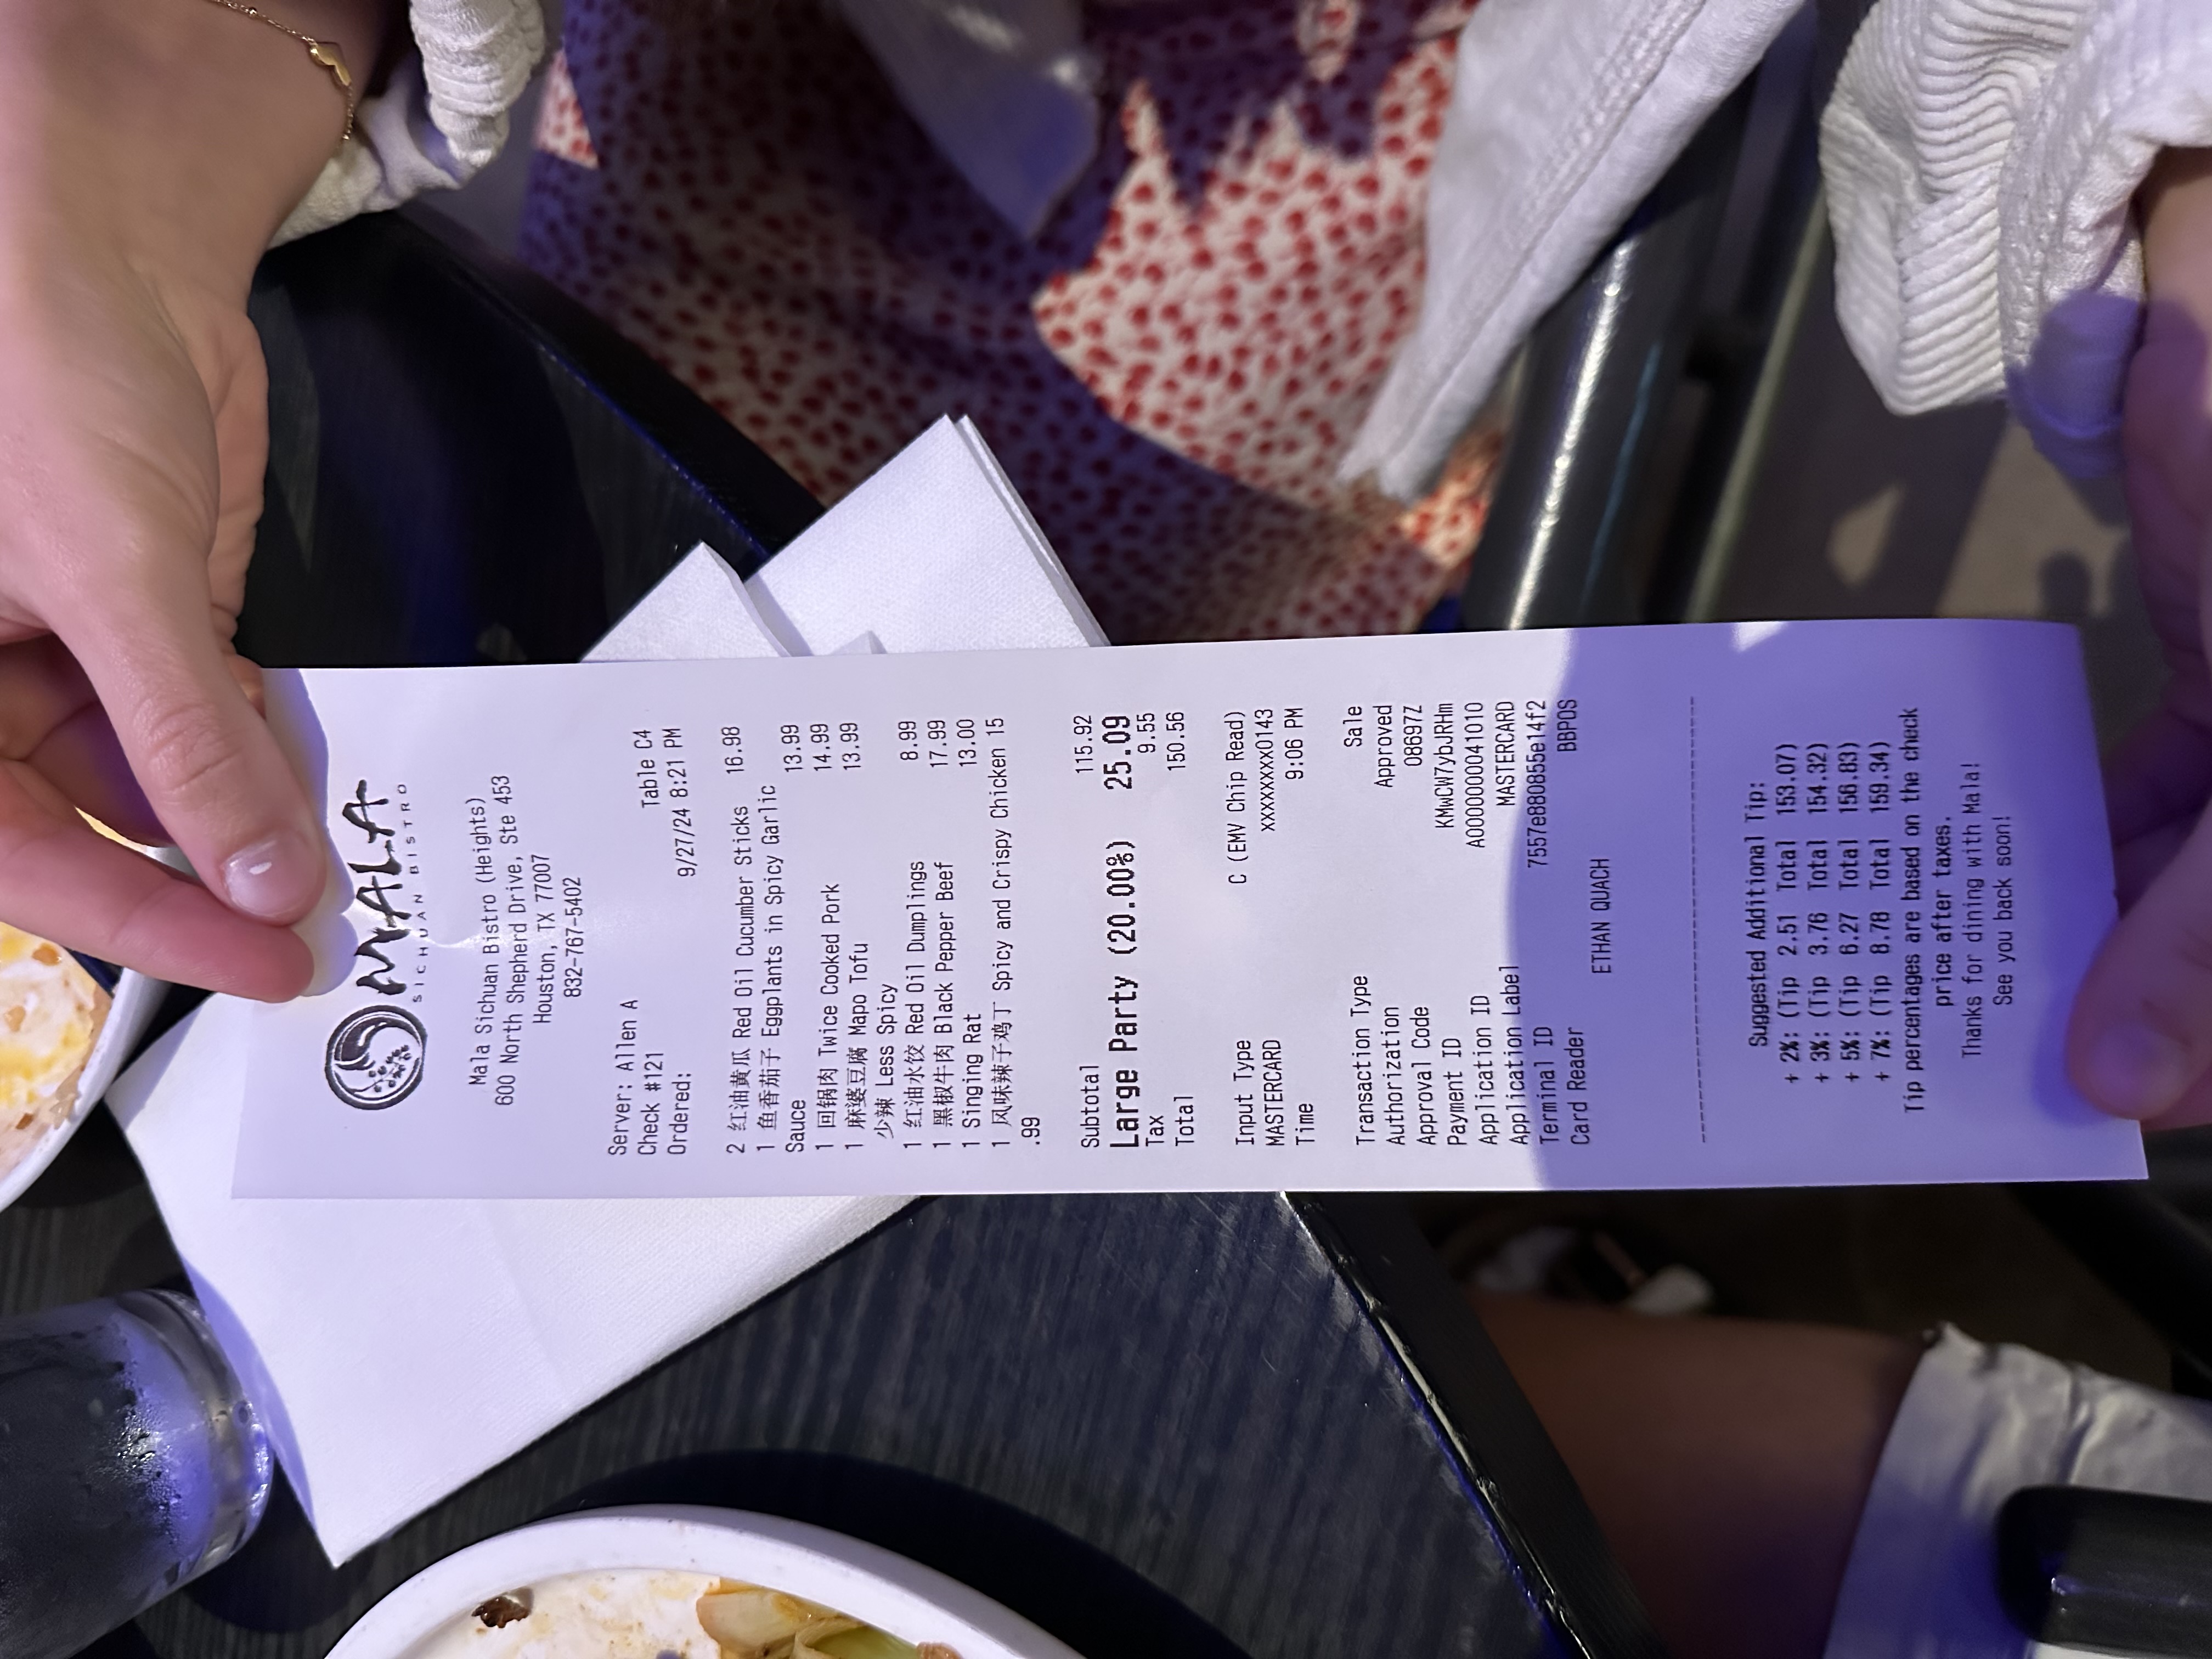 MALA
SICHUAN BISTRO
Mala Sichuan Bistro (Heights)
600 North Shepherd Drive, Ste 453
Houston, TX 77007
832-767-5402
Server: Allen A
Check #121 Table C4
Ordered: 9/27/24 8:21 PM
2 红油黄瓜 Red Oil Cucumber Sticks 16.98
1 鱼香茄子 Eggplants in Spicy Garlic
Sauce 13.99
1 回锅肉 Twice Cooked Pork 14.99
1 麻婆豆腐 Mapo Tofu 13.99
少辣 Less Spicy
1 红油水饺 Red Oil Dumplings 8.99
1 黑椒牛肉 Black Pepper Beef 17.99
1 Singing Rat 13.00
1 风味辣子鸡丁 Spicy and Crispy Chicken 15
.99
Subtotal 115.92
Large Party (20.00%) 25.09
Tax 9.55
Total 150.56
Input Type C (EMV Chip Read)
MASTERCARD xxxxxxxx0143
Time 9:06 PM
Transaction Type Sale
Authorization Approved
Approval Code 08697Z
Payment ID KMwCW7ybJRHm
Application ID A0000000041010
Application Label MASTERCARD
Terminal ID 7557e880855e14f2
Card Reader BBPOS
ETHAN QUACH
Suggested Additional Tip:
+ 2%: (Tip 2.51 Total 153.07)
+ 3%: (Tip 3.76 Total 154.32)
+ 5%: (Tip 6.27 Total 156.83)
+ 7%: (Tip 8.78 Total 159.34)
Tip percentages are based on the check
price after taxes.
Thanks for dining with Mala!
See you back soon!